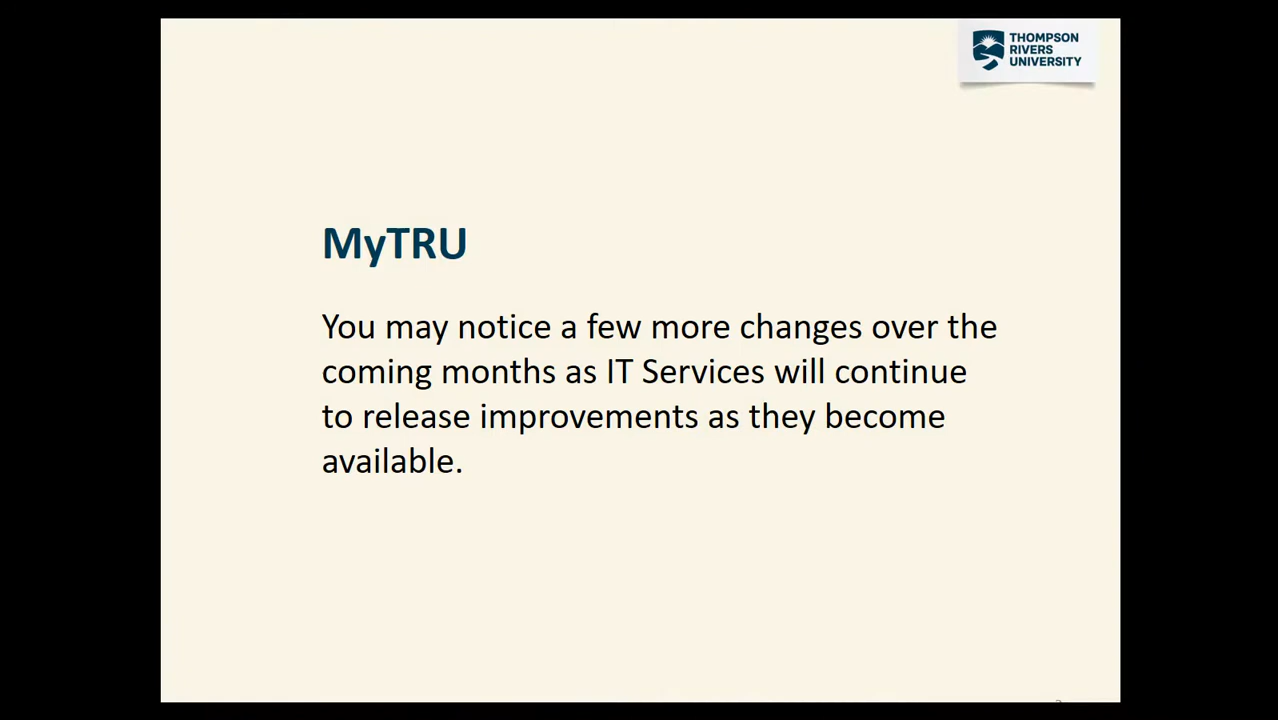 THOMPSON
RIVERS
UNIVERSITY
MyTRU
You may notice a few more changes over the
coming months as IT Services will continue
to release improvements as they become
available.